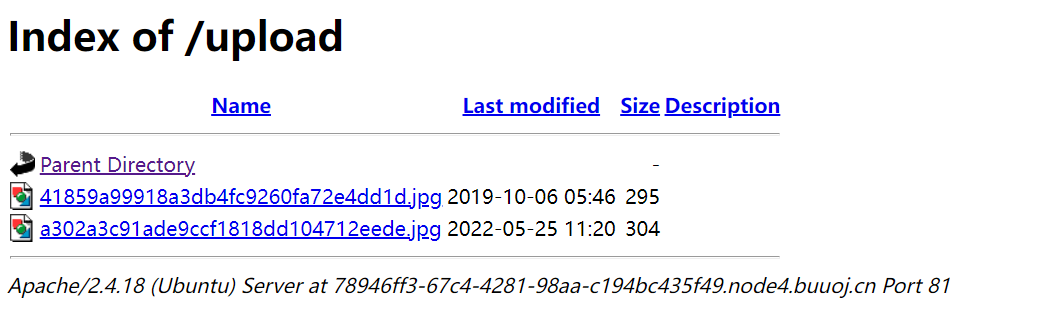 Index of /upload
Name Last modified Size Description
Parent Directory -
41859a99918a3db4fc9260fa72e4dd1d.jpg 2019-10-06 05:46 295
a302a3c91ade9ccf1818dd104712eede.jpg 2022-05-25 11:20 304
Apache/2.4.18 (Ubuntu) Server at 78946ff3-67c4-4281-98aa-c194bc435f49.node4.buuoj.cn Port 81